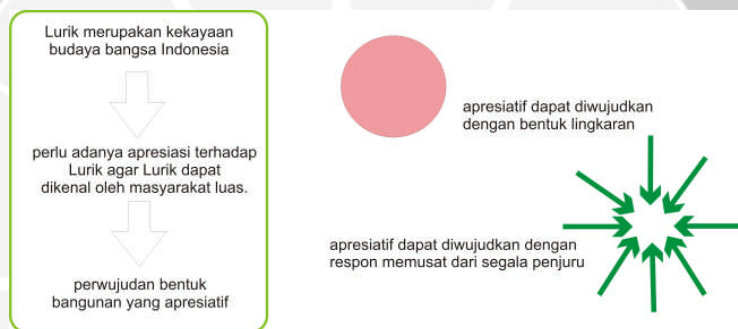 Lurik merupakan kekayaan
budaya bangsa Indonesia
perlu adanya apresiasi terhadap
Lurik agar Lurik dapat
dikenal oleh masyarakat luas.
perwujudan bentuk
bangunan yang apresiatif
apresiatif dapat diwujudkan
dengan bentuk lingkaran
apresiatif dapat diwujudkan dengan
respon memusat dari segala penjuru